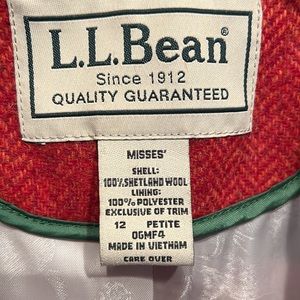 L.L.Bean®
Since 1912
QUALITY GUARANTEED
MISSES'
SHELL:
100% SHETLAND WOOL
LINING:
100% POLYESTER
EXCLUSIVE OF TRIM
12 PETITE
0GMF4
MADE IN VIETNAM
CARE OVER